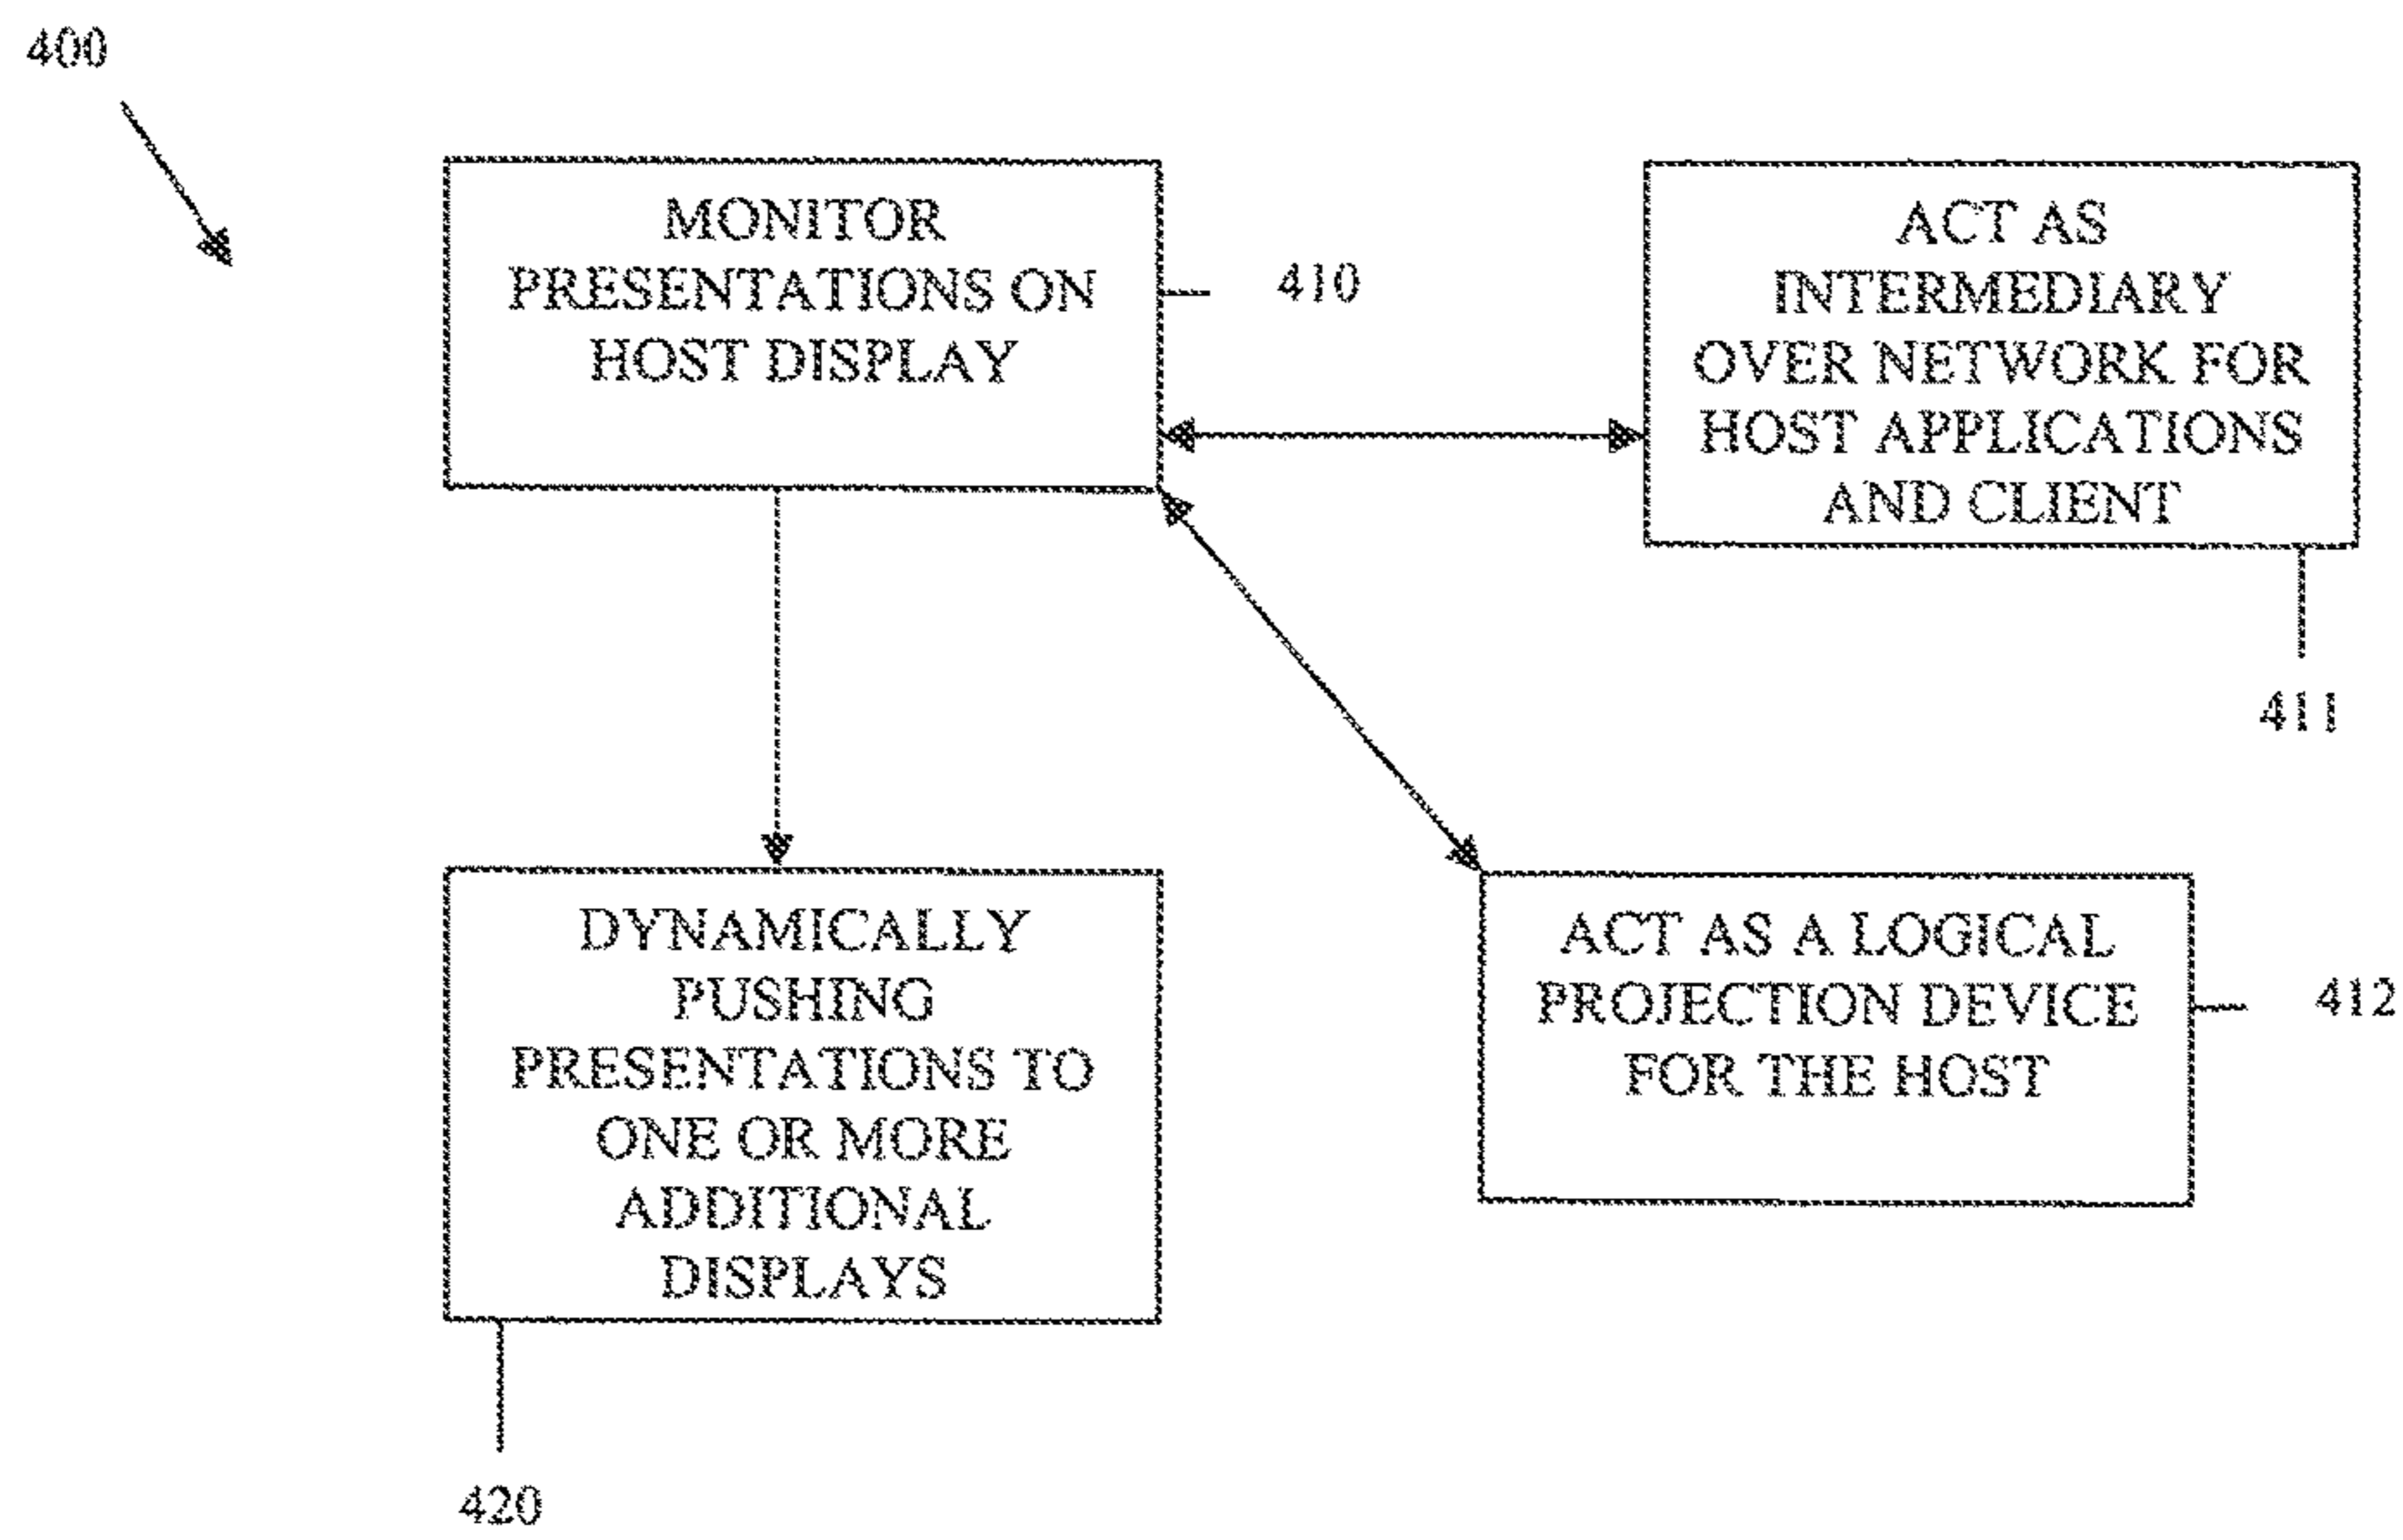 400
MONITOR
PRESENTATIONS ON
HOST DISPLAY
410
ACT AS
INTERMEDIARY
OVER NETWORK FOR
HOST APPLICATIONS
AND CLIENT
411
DYNAMICALLY
PUSHING
PRESENTATIONS TO
ONE OR MORE
ADDITIONAL
DISPLAYS
420
ACT AS A LOGICAL
PROJECTION DEVICE
FOR THE HOST
412